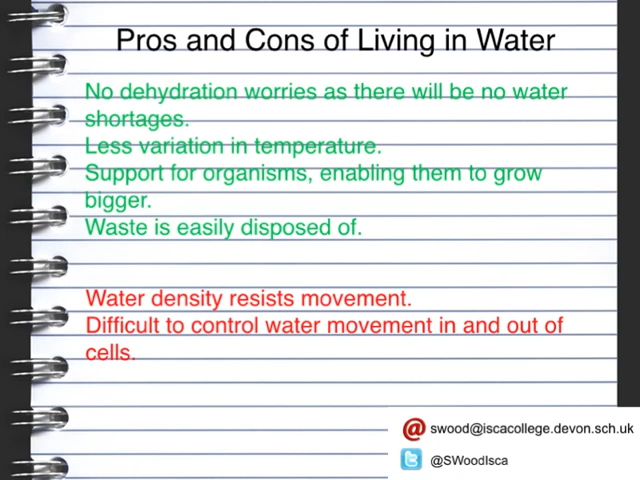 Pros and Cons of Living in Water
No dehydration worries as there will be no water
shortages.
Less variation in temperature.
Support for organisms, enabling them to grow
bigger.
Waste is easily disposed of.
Water density resists movement.
Difficult to control water movement in and out of
cells.
@ swood@iscacollege.devon.sch.uk
@SWoodIsca